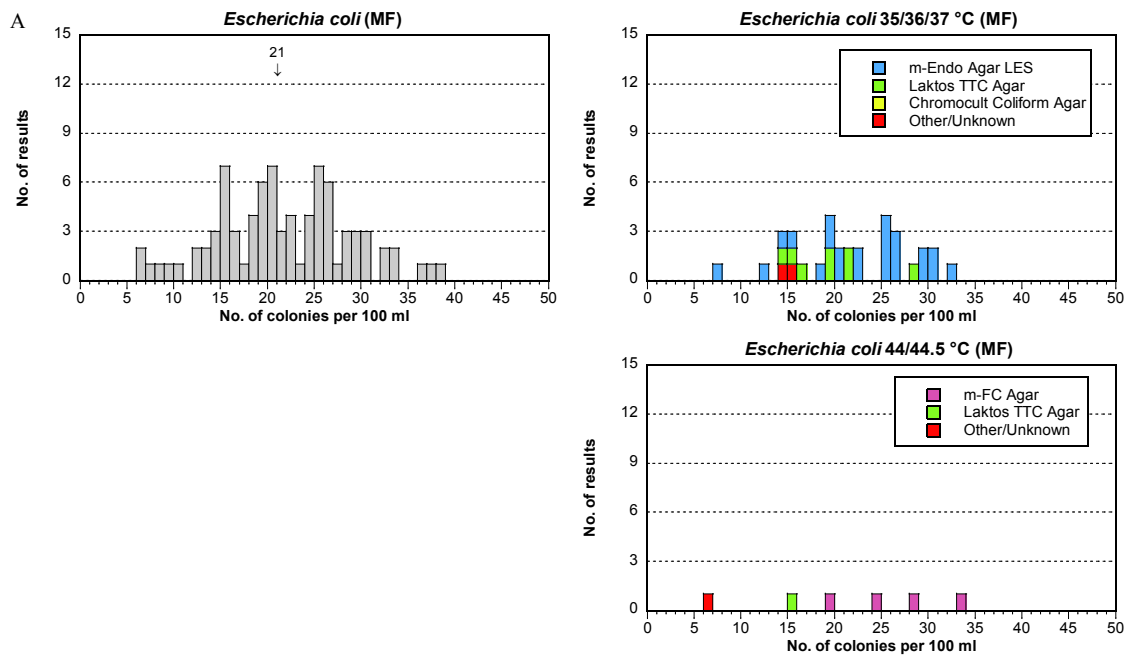 A
Escherichia coli (MF)
15
12
9
6
3
0
No. of results
21
↓
0 5 10 15 20 25 30 35 40 45 50
No. of colonies per 100 ml
Escherichia coli 35/36/37 °C (MF)
15
12
9
6
3
0
No. of results
m-Endo Agar LES
Laktos TTC Agar
Chromocult Coliform Agar
Other/Unknown
0 5 10 15 20 25 30 35 40 45 50
No. of colonies per 100 ml
Escherichia coli 44/44.5 °C (MF)
15
12
9
6
3
0
No. of results
m-FC Agar
Laktos TTC Agar
Other/Unknown
0 5 10 15 20 25 30 35 40 45 50
No. of colonies per 100 ml